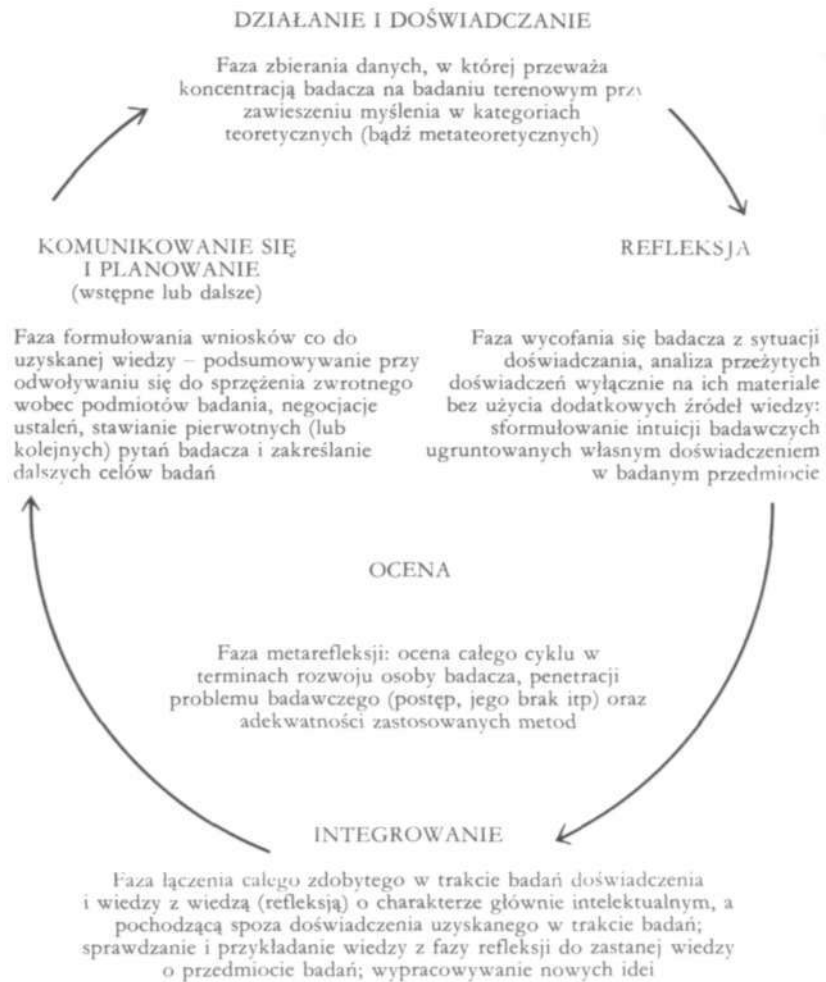 DZIAŁANIE I DOŚWIADCZANIE
Faza zbierania danych, w której przeważa
koncentracją badacza na badaniu terenowym przy
zawieszeniu myślenia w kategoriach
teoretycznych (bądź metateoretycznych)
KOMUNIKOWANIE SIĘ
I PLANOWANIE
(wstępne lub dalsze)
Faza formułowania wniosków co do
uzyskanej wiedzy – podsumowywanie przy
odwoływaniu się do sprzężenia zwrotnego
wobec podmiotów badania, negocjacje
ustaleń, stawianie pierwotnych (lub
kolejnych) pytań badacza i zakreślanie
dalszych celów badań
REFLEKSJA
Faza wycofania się badacza z sytuacji
doświadczania, analiza przeżytych
doświadczeń wyłącznie na ich materiale
bez użycia dodatkowych źródeł wiedzy:
sformułowanie intuicji badawczych
ugruntowanych własnym doświadczeniem
w badanym przedmiocie
OCENA
Faza metarefleksji: ocena całego cyklu w
terminach rozwoju osoby badacza, penetracji
problemu badawczego (postęp, jego brak itp) oraz
adekwatności zastosowanych metod
INTEGROWANIE
Faza łączenia całego zdobytego w trakcie badań doświadczenia
i wiedzy z wiedzą (refleksją) o charakterze głównie intelektualnym, a
pochodzącą spoza doświadczenia uzyskanego w trakcie badań;
sprawdzanie i przykładanie wiedzy z fazy refleksji do zastanej wiedzy
o przedmiocie badań; wypracowywanie nowych idei